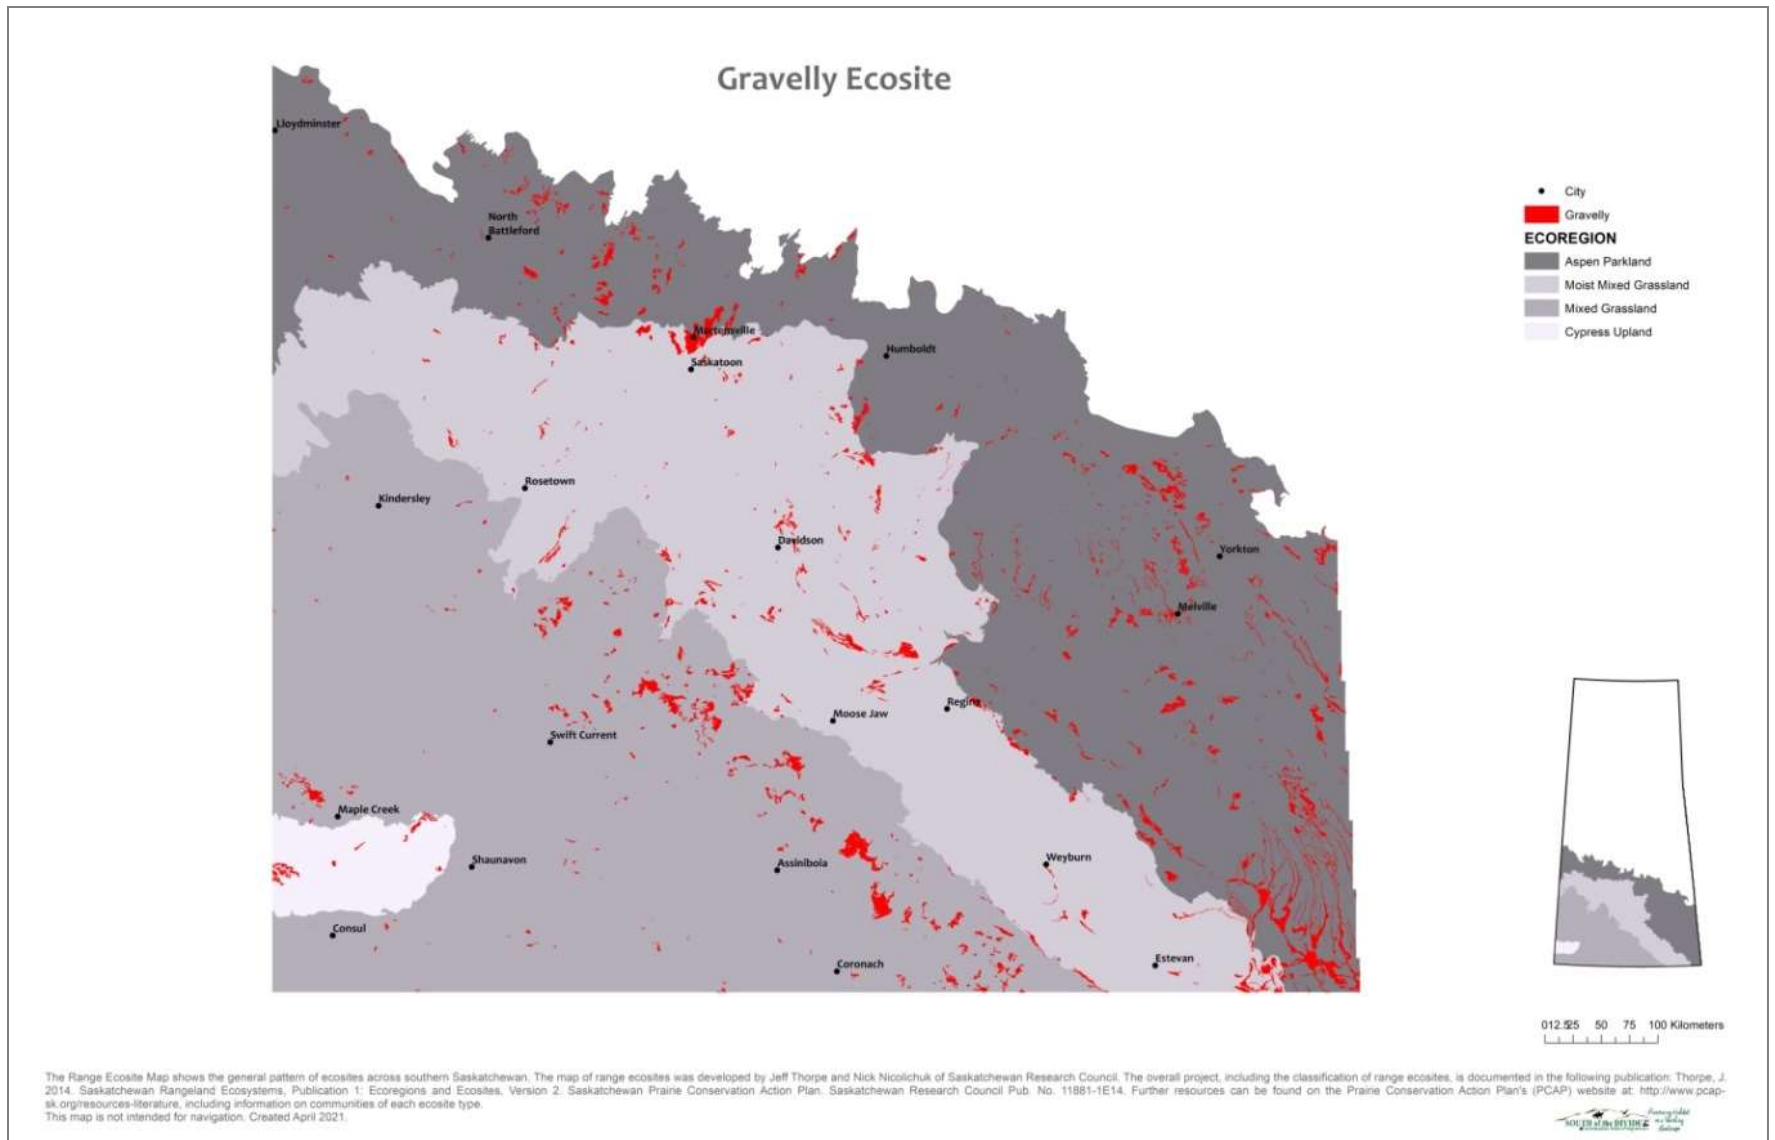 Gravelly Ecosite
Lloydminster
North
Battleford
Martensville
Saskatoon
Humboldt
Rosetown
Kindersley
Davidson
Yorkton
Melville
Regina
Moose Jaw
Swift Current
Maple Creek
Shaunavon
Assiniboia
Weyburn
Consul
Coronach
Estevan
City
Gravelly
ECOREGION
Aspen Parkland
Moist Mixed Grassland
Mixed Grassland
Cypress Upland
012.525 50 75 100 Kilometers
The Range Ecosite Map shows the general pattern of ecosites across southern Saskatchewan. The map of range ecosites was developed by Jeff Thorpe and Nick Nicolichuk of Saskatchewan Research Council. The overall project, including the classification of range ecosites, is documented in the following publication: Thorpe, J.
2014. Saskatchewan Rangeland Ecosystems, Publication 1: Ecoregions and Ecosites, Version 2. Saskatchewan Prairie Conservation Action Plan. Saskatchewan Research Council Pub. No. 11881-1E14. Further resources can be found on the Prairie Conservation Action Plan's (PCAP) website at: http://www.pcap-
sk.org/resources-literature, including information on communities of each ecosite type.
This map is not intended for navigation. Created April 2021.
SOUTH of the DIVIDE